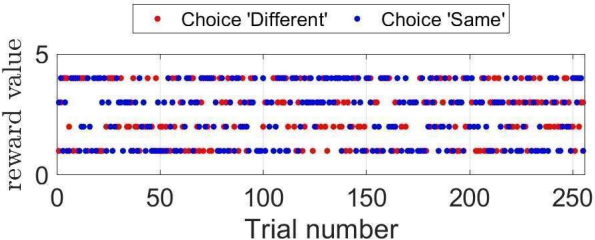 Choice 'Different' Choice 'Same'
5
reward value
0
0 50 100 150 200 250
Trial number